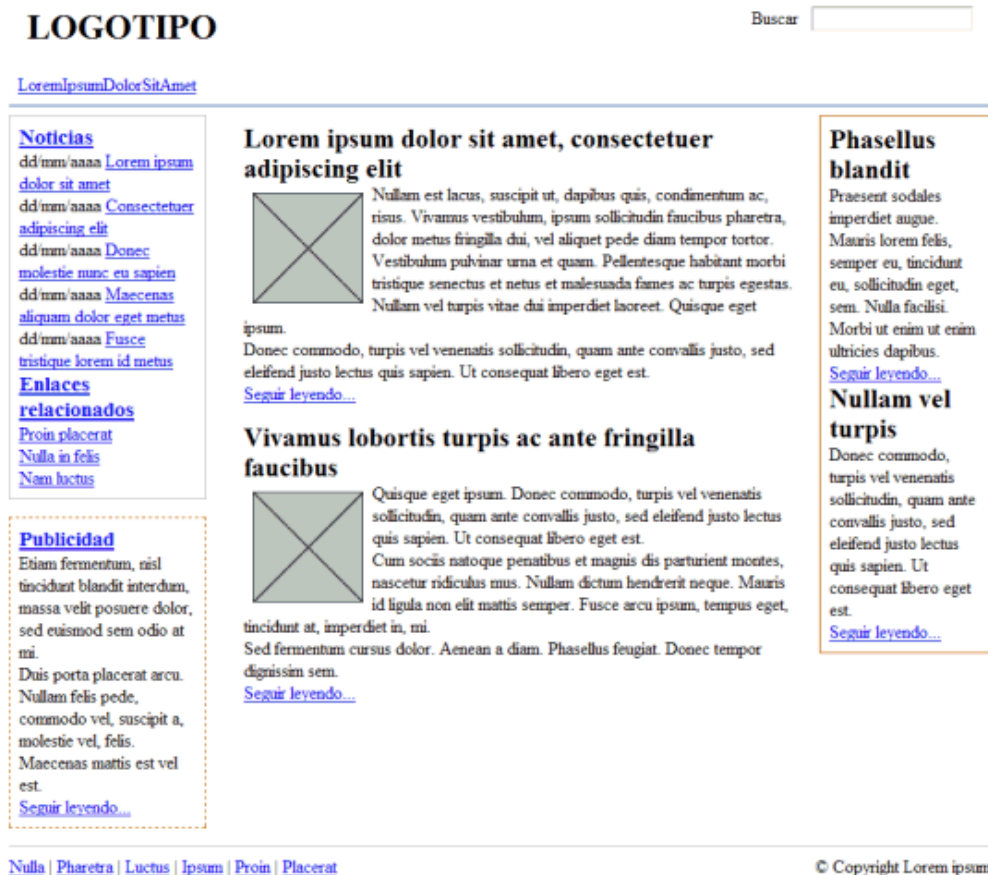 LOGOTIPO
Buscar
LoremIpsumDolorSitAmet
Noticias
dd/mm/aaaa Lorem ipsum
dolor sit amet
dd/mm/aaaa Consectetuer
adipiscing elit
dd/mm/aaaa Donec
molestie nunc eu sapien
dd/mm/aaaa Maecenas
aliquam dolor eget metus
dd/mm/aaaa Fusce
tristique lorem id metus
Enlaces
relacionados
Proin placerat
Nulla in felis
Nam luctus
Publicidad
Etiam fermentum, nisl
tincidunt blandit interdum,
massa velit posuere dolor,
sed euismod sem odio at
mi.
Duis porta placerat arcu.
Nullam felis pede,
commodo vel, suscipit a,
molestie vel, felis.
Maecenas mattis est vel
est.
Seguir leyendo...
Lorem ipsum dolor sit amet, consectetuer
adipiscing elit
Nullam est lacus, suscipit ut, dapibus quis, condimentum ac,
risus. Vivamus vestibulum, ipsum sollicitudin faucibus pharetra,
dolor metus fringilla dui, vel aliquet pede diam tempor tortor.
Vestibulum pulvinar urna et quam. Pellentesque habitant morbi
tristique senectus et netus et malesuada fames ac turpis egestas.
Nullam vel turpis vitae dui imperdiet laoreet. Quisque eget
ipsum.
Donec commodo, turpis vel venenatis sollicitudin, quam ante convallis justo, sed
eleifend justo lectus quis sapien. Ut consequat libero eget est.
Seguir leyendo...
Vivamus lobortis turpis ac ante fringilla
faucibus
Quisque eget ipsum. Donec commodo, turpis vel venenatis
sollicitudin, quam ante convallis justo, sed eleifend justo lectus
quis sapien. Ut consequat libero eget est.
Cum sociis natoque penatibus et magnis dis parturient montes,
nascetur ridiculus mus. Nullam dictum hendrerit neque. Mauris
id ligula non elit mattis semper. Fusce arcu ipsum, tempus eget,
tincidunt at, imperdiet in, mi.
Sed fermentum cursus dolor. Aenean a diam. Phasellus feugiat. Donec tempor
dignissim sem.
Seguir leyendo...
Phasellus
blandit
Praesent sodales
imperdiet augue.
Mauris lorem felis,
semper eu, tincidunt
eu, sollicitudin eget,
sem. Nulla facilisi.
Morbi ut enim ut enim
ultricies dapibus.
Seguir leyendo...
Nullam vel
turpis
Donec commodo,
turpis vel venenatis
sollicitudin, quam ante
convallis justo, sed
eleifend justo lectus
quis sapien. Ut
consequat libero eget
est.
Seguir leyendo...
Nulla | Pharetra | Luctus | Ipsum | Proin | Placerat
© Copyright Lorem ipsum